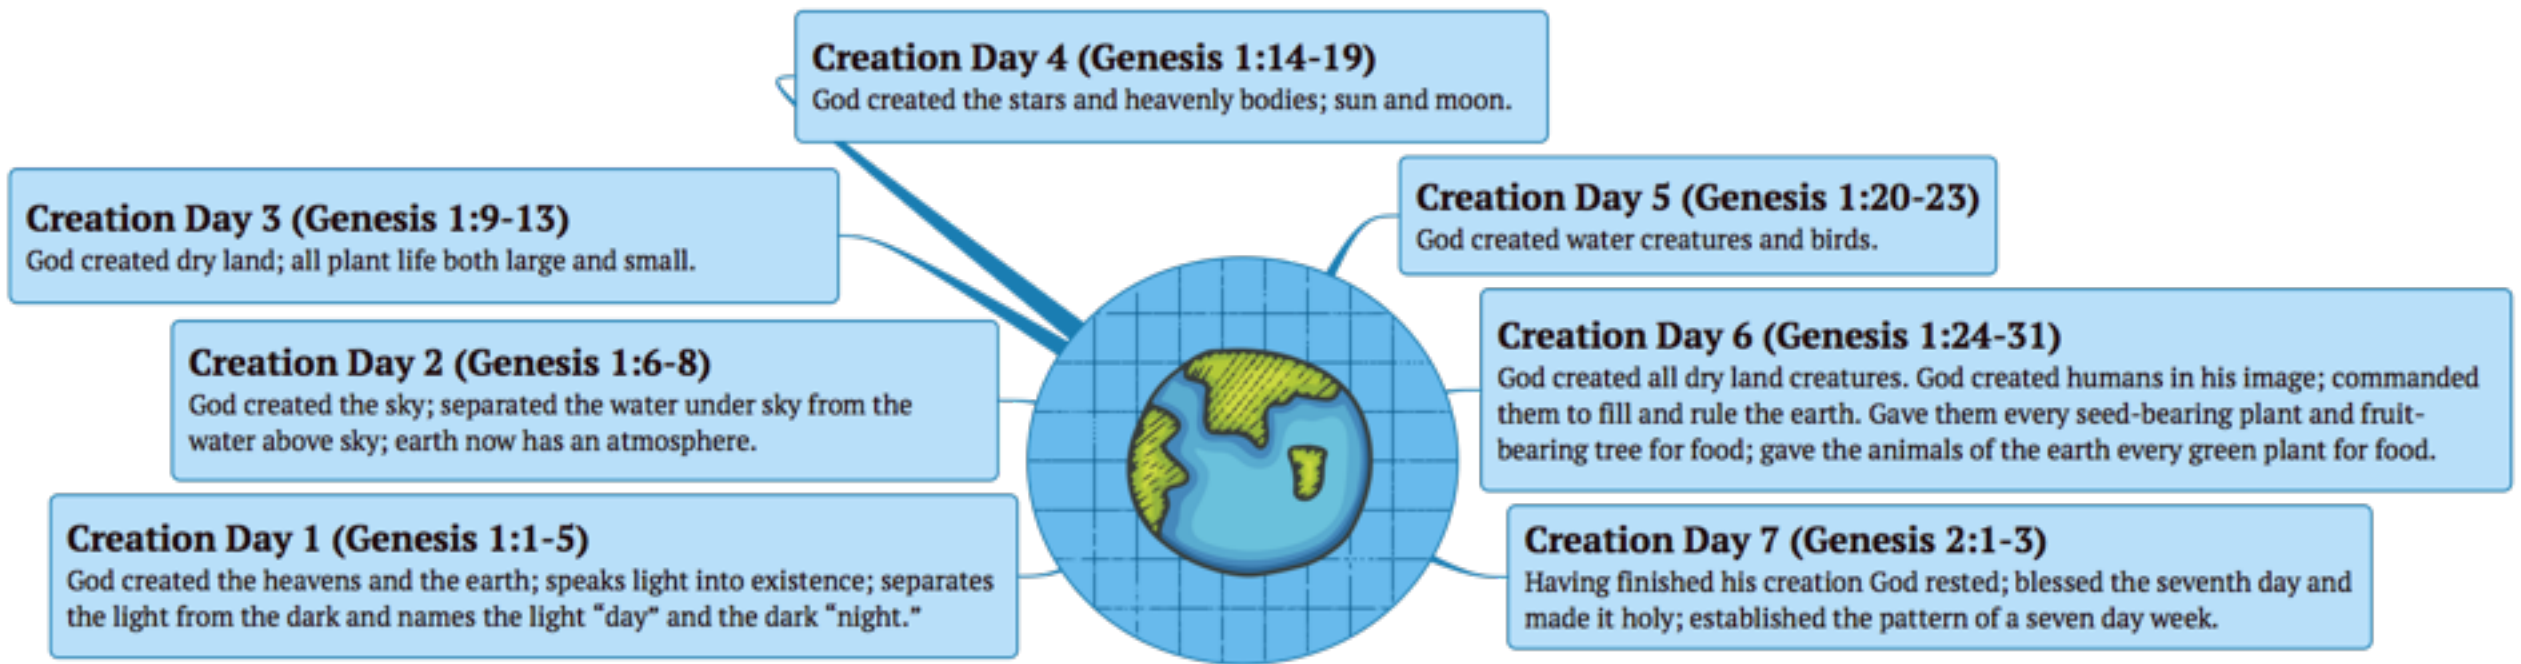 Creation Day 4 (Genesis 1:14-19)
God created the stars and heavenly bodies; sun and moon.
Creation Day 3 (Genesis 1:9-13)
God created dry land; all plant life both large and small.
Creation Day 2 (Genesis 1:6-8)
God created the sky; separated the water under sky from the
water above sky; earth now has an atmosphere.
Creation Day 1 (Genesis 1:1-5)
God created the heavens and the earth; speaks light into existence; separates
the light from the dark and names the light “day” and the dark “night.”
Creation Day 5 (Genesis 1:20-23)
God created water creatures and birds.
Creation Day 6 (Genesis 1:24-31)
God created all dry land creatures. God created humans in his image; commanded
them to fill and rule the earth. Gave them every seed-bearing plant and fruit-
bearing tree for food; gave the animals of the earth every green plant for food.
Creation Day 7 (Genesis 2:1-3)
Having finished his creation God rested; blessed the seventh day and
made it holy; established the pattern of a seven day week.